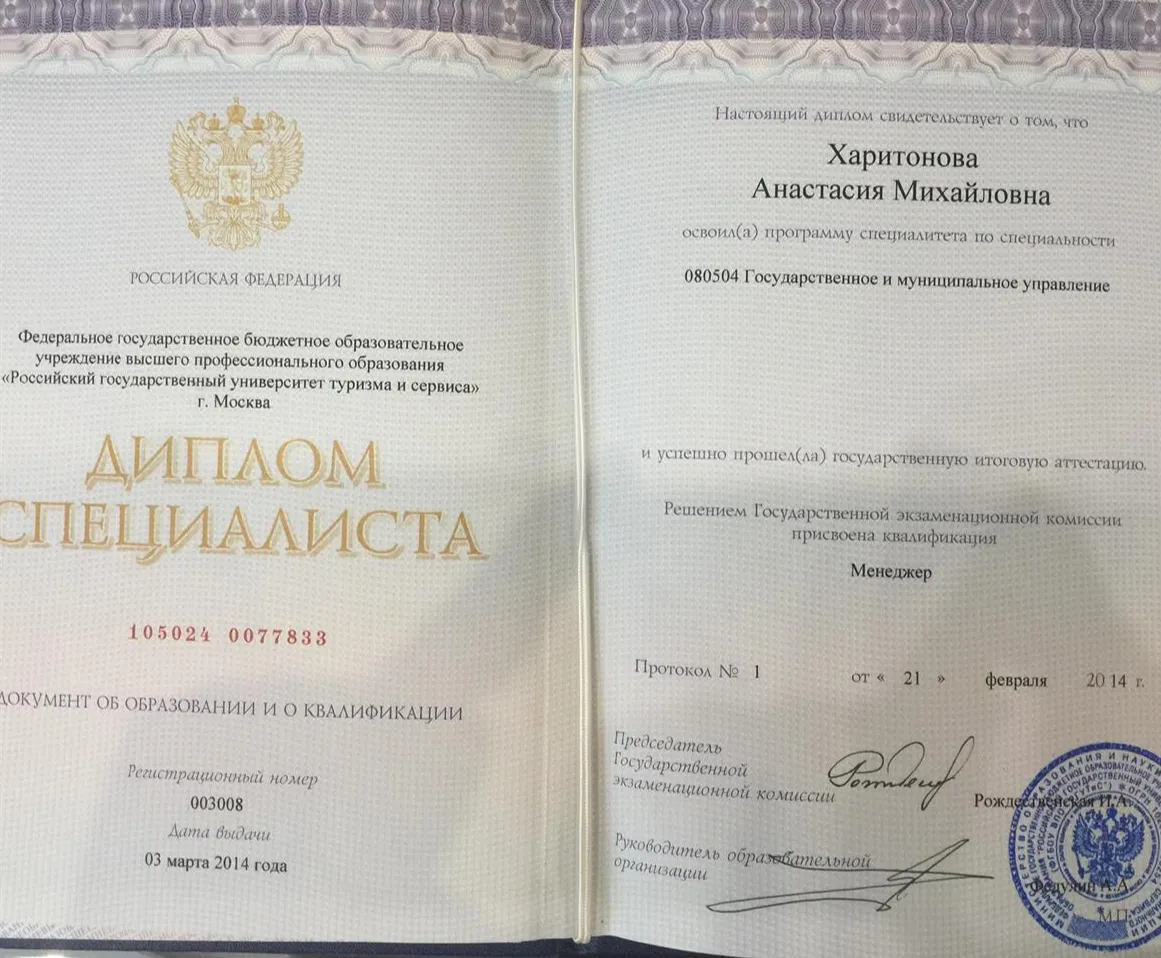 РОССИЙСКАЯ ФЕДЕРАЦИЯ
Федеральное государственное бюджетное образовательное
учреждение высшего профессионального образования
«Российский государственный университет туризма и сервиса»
г. Москва
ДИПЛОМ
СПЕЦИАЛИСТА
105024 0077833
ДОКУМЕНТ ОБ ОБРАЗОВАНИИ И О КВАЛИФИКАЦИИ
Регистрационный номер
003008
Дата выдачи
03 марта 2014 года
Настоящий диплом свидетельствует о том, что
Харитонова
Анастасия Михайловна
освоил(а) программу специалитета по специальности
080504 Государственное и муниципальное управление
и успешно прошел(ла) государственную итоговую аттестацию.
Решением Государственной экзаменационной комиссии
присвоена квалификация
Менеджер
Протокол № 1 от « 21 » февраля 2014 г.
Председатель
Государственной
экзаменационной комиссии
Рождественская И.А.
Руководитель образовательной
организации
Федулин А.А.
М.П.